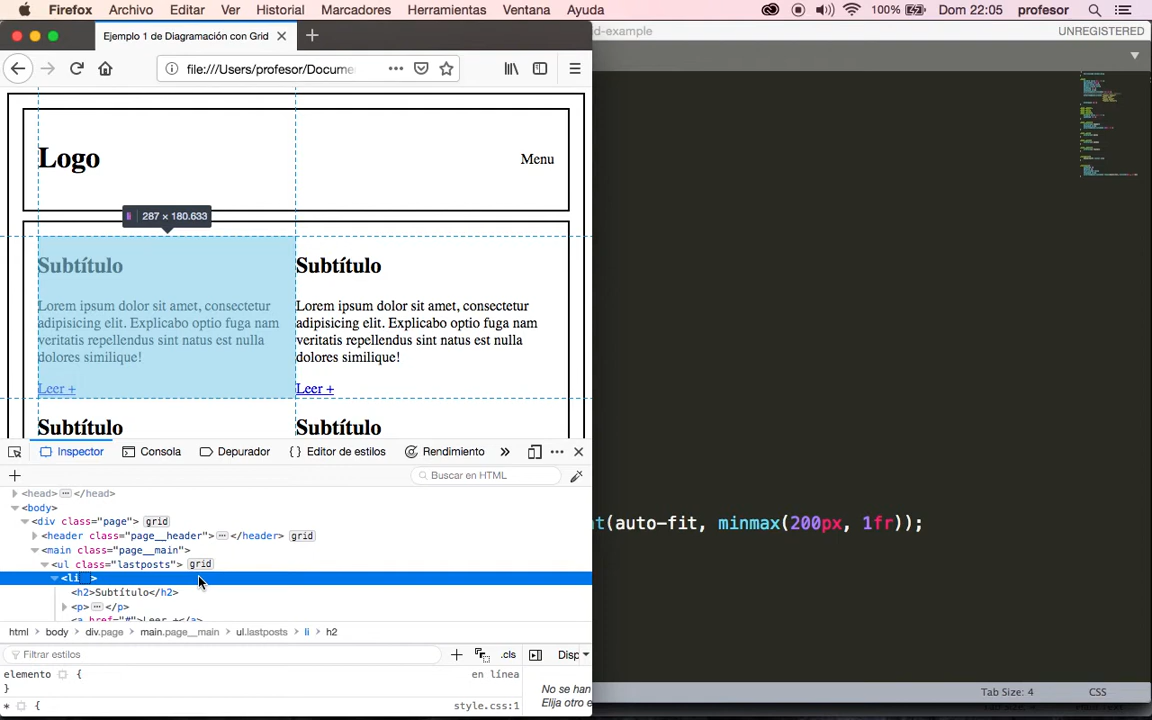 Firefox Archivo Editar Ver Historial Marcadores Herramientas Ventana Ayuda 100% Dom 22:05 profesor
d-example UNREGISTERED
Ejemplo 1 de Diagramación con Grid
file:///Users/profesor/Docume
Logo Menu
li 287 × 180.633
Subtítulo Subtítulo
Lorem ipsum dolor sit amet, consectetur Lorem ipsum dolor sit amet, consectetur
adipisicing elit. Explicabo optio fuga nam adipisicing elit. Explicabo optio fuga nam
veritatis repellendus sint natus est nulla veritatis repellendus sint natus est nulla
dolores similique! dolores similique!
Leer + Leer +
Subtítulo Subtítulo
Inspector Consola Depurador { } Editor de estilos Rendimiento
Buscar en HTML
<head> </head>
<body>
<div class="page"> grid
<header class="page__header"> </header> grid
<main class="page__main">
<ul class="lastposts"> grid
<li >
<h2>Subtítulo</h2>
<p> </p>
<a href="#">Leer +</a>
html body div.page main.page__main ul.lastposts li h2
Filtrar estilos .cls Disp
elemento { en línea
} No se han
Elija otro e
* { style.css:1
t(auto-fit, minmax(200px, 1fr));
Tab Size: 4 CSS